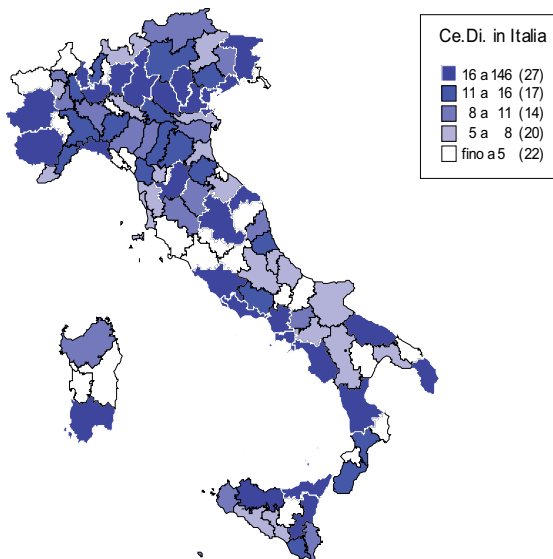 Ce.Di. in Italia
16 a 146 (27)
11 a 16 (17)
8 a 11 (14)
5 a 8 (20)
fino a 5 (22)